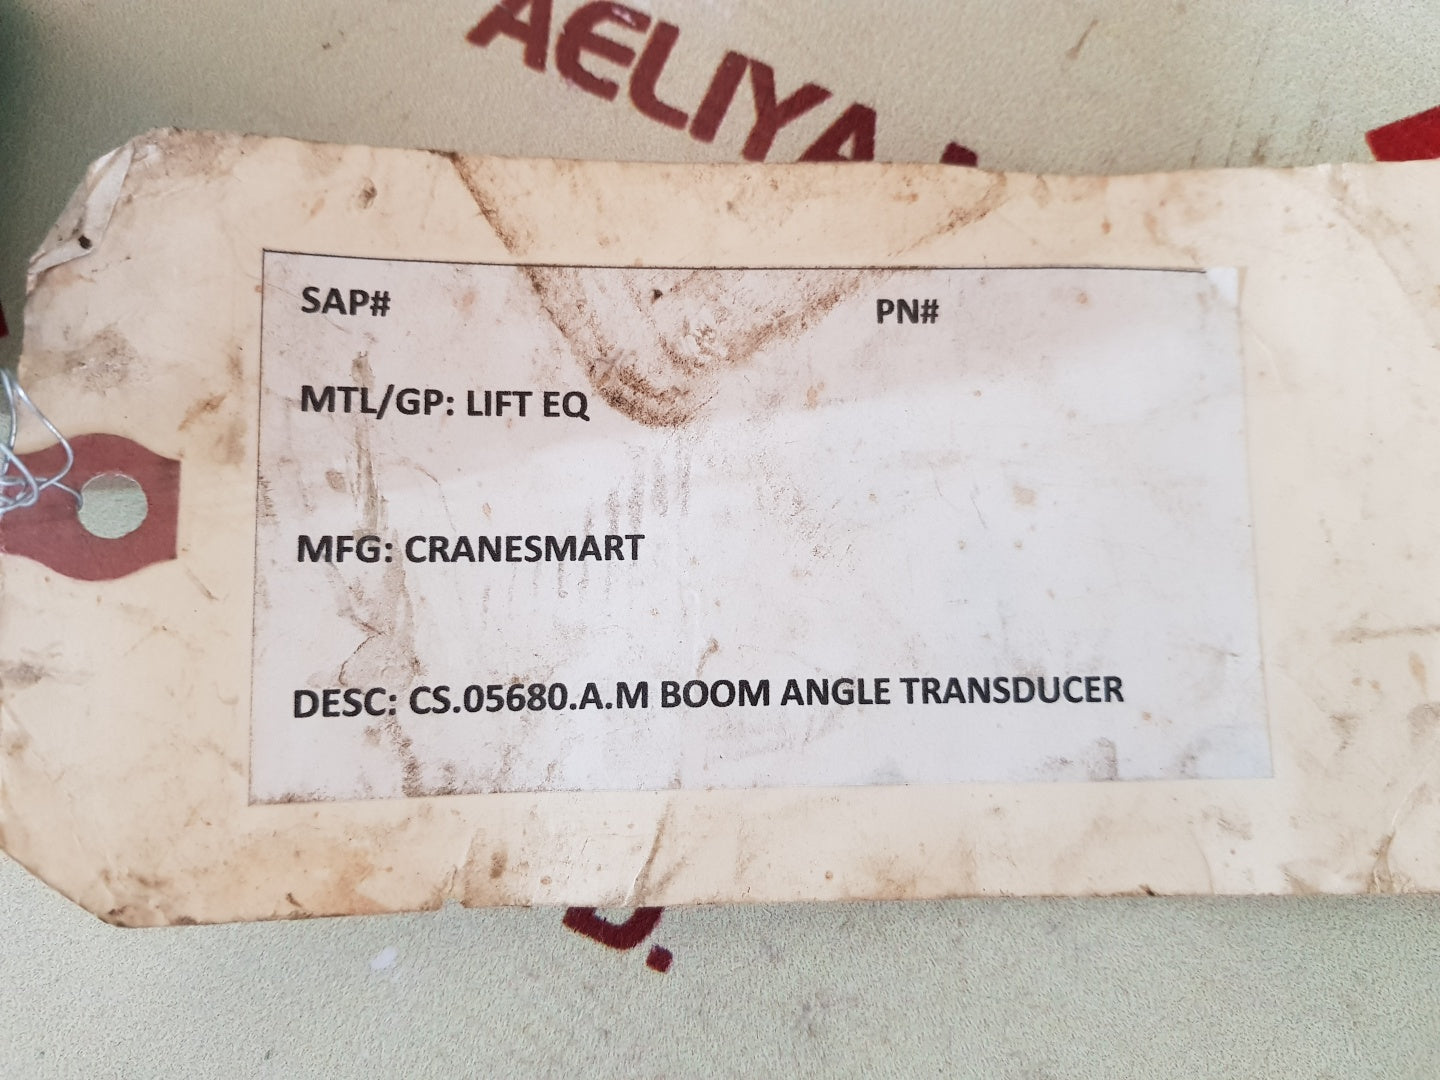 AELIYA
SAP# PN#
MTL/GP: LIFT EQ
MFG: CRANESMART
DESC: CS.05680.A.M BOOM ANGLE TRANSDUCER